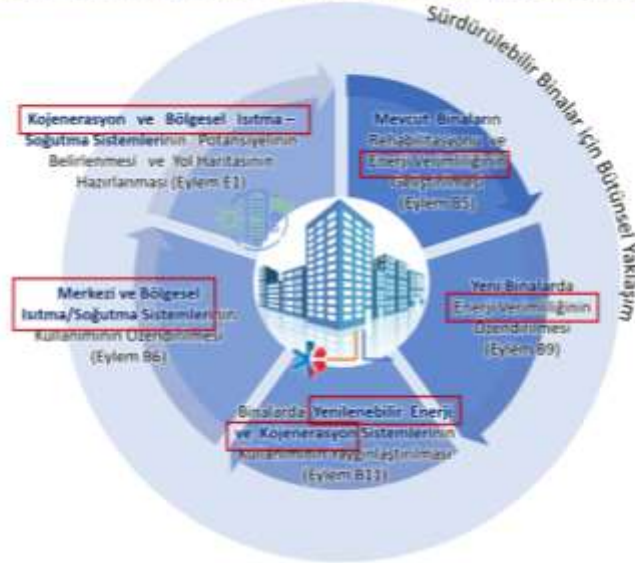 Sürdürülebilir Binalar için Bütünsel Yaklaşım
Kojenerasyon ve Bölgesel Isıtma –
Soğutma Sistemlerinin Potansiyelinin
Belirlenmesi ve Yol Haritasının
Hazırlanması (Eylem E1)
Mevcut Binaların
Rehabilitasyonu ve
Enerji Verimliliğinin
Geliştirilmesi
(Eylem B5)
Yeni Binalarda
Enerji Verimliliğinin
Özendirilmesi
(Eylem B9)
Binalarda Yenilenebilir Enerji
ve Kojenerasyon Sistemlerinin
Kullanımının Yaygınlaştırılması
(Eylem B11)
Merkezi ve Bölgesel
Isıtma/Soğutma Sistemlerinin
Kullanımının Özendirilmesi
(Eylem B6)